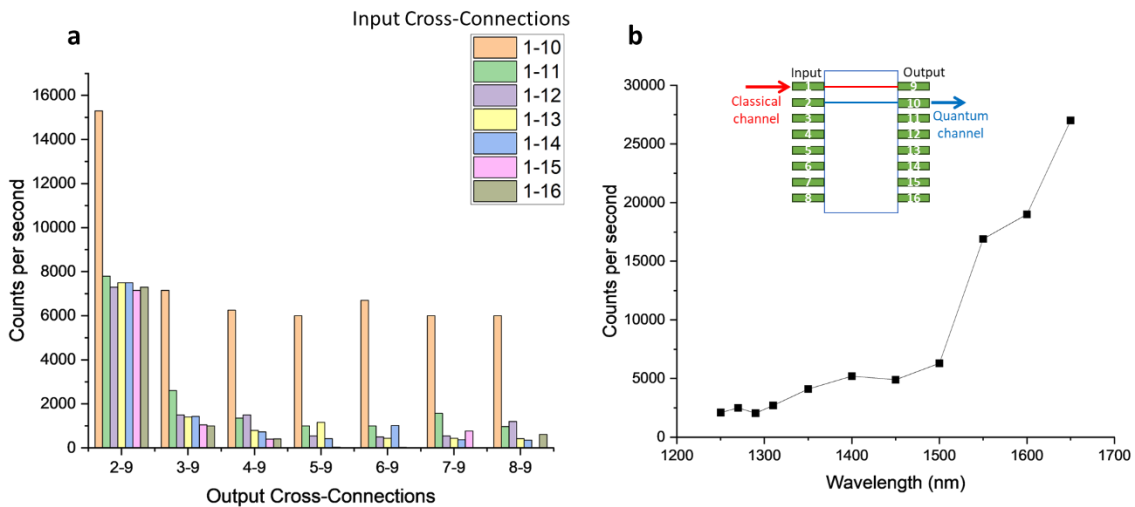 a
Input Cross-Connections
1-10
1-11
1-12
1-13
1-14
1-15
1-16
16000
14000
12000
10000
8000
6000
4000
2000
0
Counts per second
2-9 3-9 4-9 5-9 6-9 7-9 8-9
Output Cross-Connections
b
30000
25000
20000
15000
10000
5000
0
Counts per second
Input Output
1 9
2 10
3 11
4 12
5 13
6 14
7 15
8 16
Classical
channel
Quantum
channel
1200 1300 1400 1500 1600 1700
Wavelength (nm)